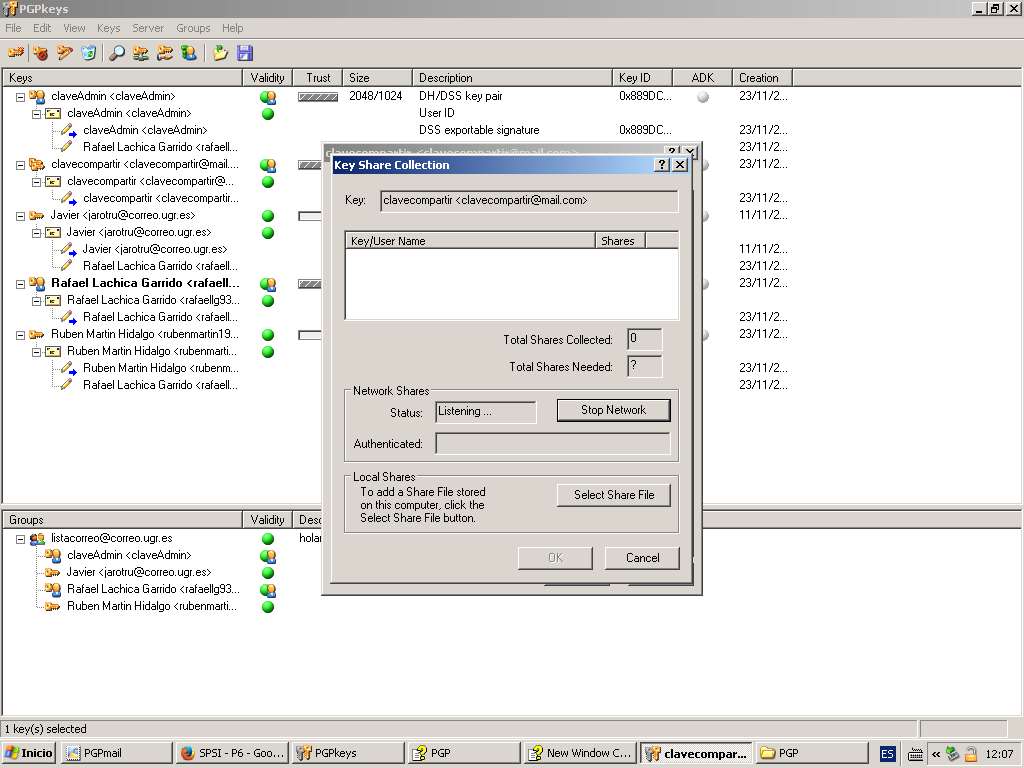 PGPkeys
File Edit View Keys Server Groups Help
Keys Validity Trust Size Description Key ID ADK Creation
claveAdmin <claveAdmin> 2048/1024 DH/DSS key pair 0x889DC... 23/11/2...
claveAdmin <claveAdmin> User ID
claveAdmin <claveAdmin> DSS exportable signature 0x889DC... 23/11/2...
Rafael Lachica Garrido <rafaell... 23/11/2...
clavecompartir <clavecompartir@mail.... 23/11/2...
clavecompartir <clavecompartir@...
clavecompartir <clavecompartir... 23/11/2...
Javier <jarotru@correo.ugr.es> 11/11/2...
Javier <jarotru@correo.ugr.es>
Javier <jarotru@correo.ugr.es> 11/11/2...
Rafael Lachica Garrido <rafaell... 23/11/2...
Rafael Lachica Garrido <rafaell... 23/11/2...
Rafael Lachica Garrido <rafaellg93...
Rafael Lachica Garrido <rafaell... 23/11/2...
Ruben Martin Hidalgo <rubenmartin19... 23/11/2...
Ruben Martin Hidalgo <rubenmarti...
Ruben Martin Hidalgo <rubenm... 23/11/2...
Rafael Lachica Garrido <rafaell... 23/11/2...
clavecompartir <clavecompartir@mail.com>
Key Share Collection
Key: clavecompartir <clavecompartir@mail.com>
Key/User Name Shares
Total Shares Collected: 0
Total Shares Needed: ?
Network Shares
Status: Listening ... Stop Network
Authenticated:
Local Shares
To add a Share File stored
on this computer, click the
Select Share File button.
Select Share File
OK Cancel
Groups Validity Desc
listacorreo@correo.ugr.es hola
claveAdmin <claveAdmin>
Javier <jarotru@correo.ugr.es>
Rafael Lachica Garrido <rafaellg93...
Ruben Martin Hidalgo <rubenmarti...
1 key(s) selected
Inicio PGPmail SPSI - P6 - Goo... PGPkeys PGP New Window C... clavecompar... PGP ES « 12:07